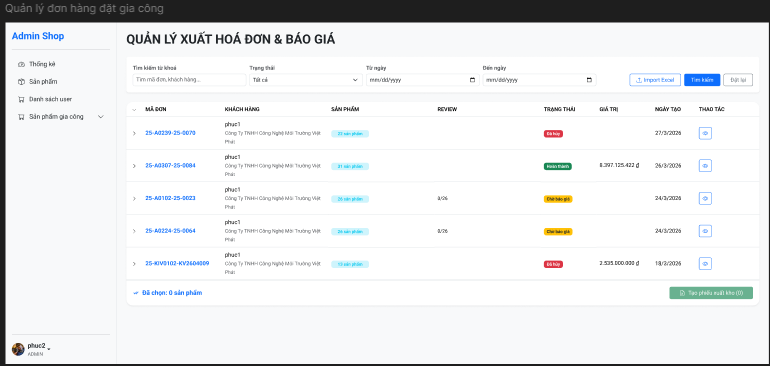 Quản lý đơn hàng đặt gia công
Admin Shop
Thống kê
Sản phẩm
Danh sách user
Sản phẩm gia công
QUẢN LÝ XUẤT HOÁ ĐƠN & BÁO GIÁ
Tìm kiếm từ khoá Trạng thái Từ ngày Đến ngày
Tìm mã đơn, khách hàng... Tất cả mm/dd/yyyy mm/dd/yyyy Import Excel Tìm kiếm Đặt lại
MÃ ĐƠN KHÁCH HÀNG SẢN PHẨM REVIEW TRẠNG THÁI GIÁ TRỊ NGÀY TẠO THAO TÁC
phuc1
25-A0239-25-0070 Công Ty TNHH Công Nghệ Môi Trường Việt sản phẩm Đã hủy 27/3/2026
Phát
phuc1
25-A0307-25-0084 Công Ty TNHH Công Nghệ Môi Trường Việt 31 sản phẩm Hoàn thành 8.397.125.422 ₫ 26/3/2026
Phát
phuc1
25-A0102-25-0023 Công Ty TNHH Công Nghệ Môi Trường Việt 26 sản phẩm /26 Chờ báo giá 24/3/2026
Phát
phuc1
25-A0224-25-0064 Công Ty TNHH Công Nghệ Môi Trường Việt 26 sản phẩm /26 Chờ báo giá 24/3/2026
Phát
phuc1
25-KIV0102-KV2604009 Công Ty TNHH Công Nghệ Môi Trường Việt sản phẩm Đã hủy 2.535.000.000 ₫ 18/3/2026
Phát
Đã chọn: 0 sản phẩm Tạo phiếu xuất kho (0)
phuc2
ADMIN